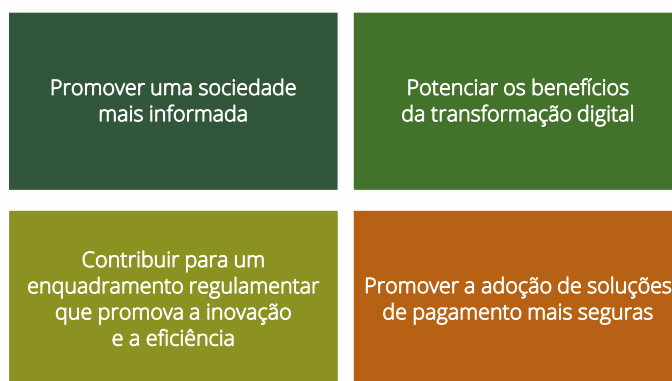 Promover uma sociedade
mais informada
Potenciar os benefícios
da transformação digital
Contribuir para um
enquadramento regulamentar
que promova a inovação
e a eficiência
Promover a adoção de soluções
de pagamento mais seguras